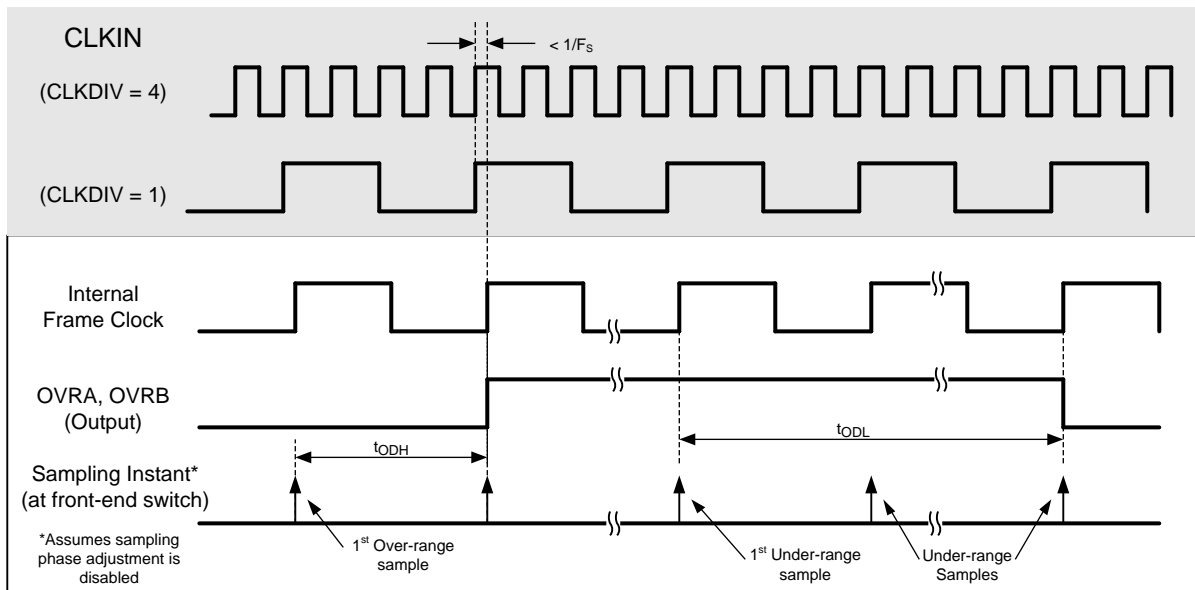 CLKIN
< 1/FS
(CLKDIV = 4)
(CLKDIV = 1)
Internal
Frame Clock
OVRA, OVRB
(Output)
tODH
tODL
Sampling Instant*
(at front-end switch)
*Assumes sampling
phase adjustment is
disabled
1st Over-range
sample
1st Under-range
sample
Under-range
Samples